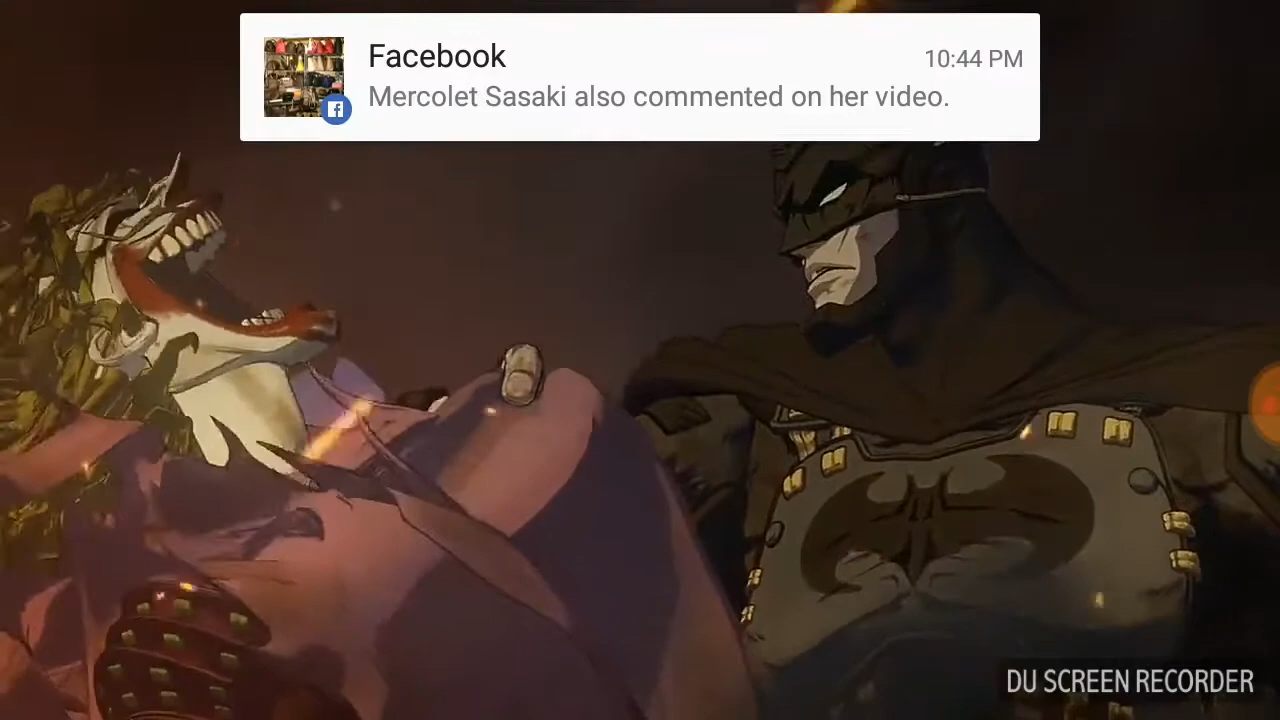 Facebook
10:44 PM
Mercolet Sasaki also commented on her video.
DU SCREEN RECORDER